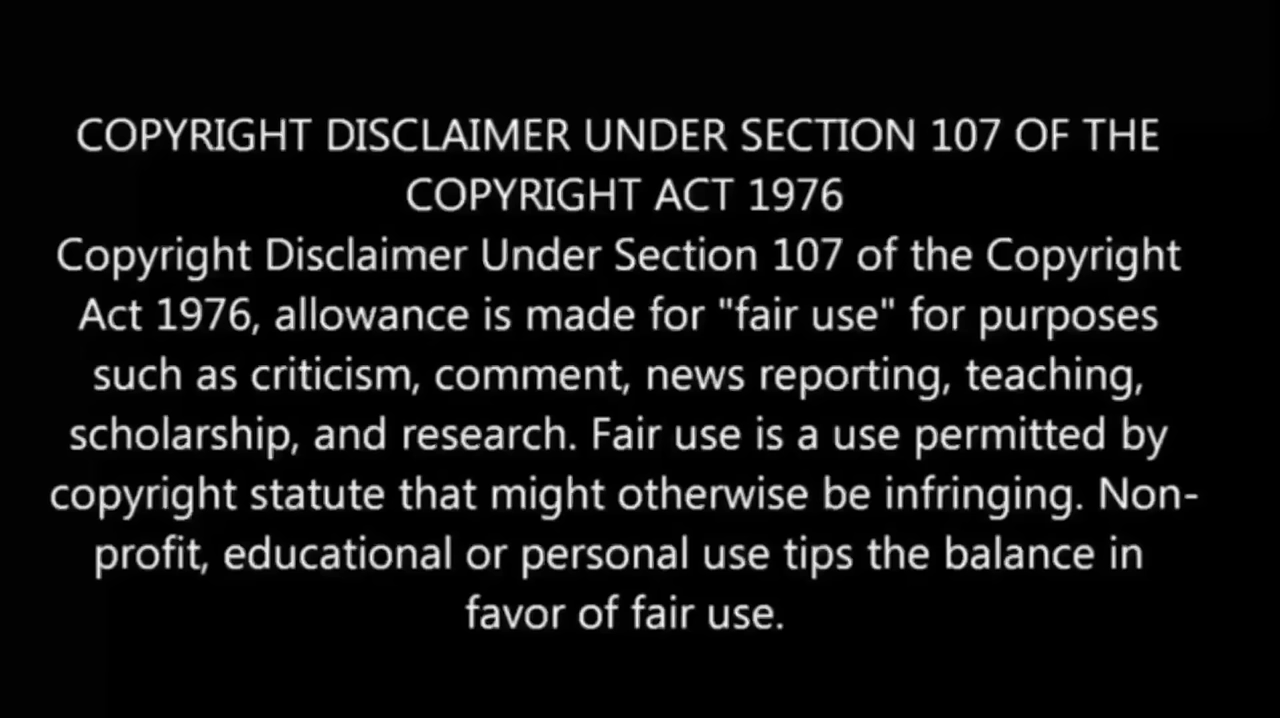 COPYRIGHT DISCLAIMER UNDER SECTION 107 OF THE
COPYRIGHT ACT 1976
Copyright Disclaimer Under Section 107 of the Copyright
Act 1976, allowance is made for "fair use" for purposes
such as criticism, comment, news reporting, teaching,
scholarship, and research. Fair use is a use permitted by
copyright statute that might otherwise be infringing. Non-
profit, educational or personal use tips the balance in
favor of fair use.